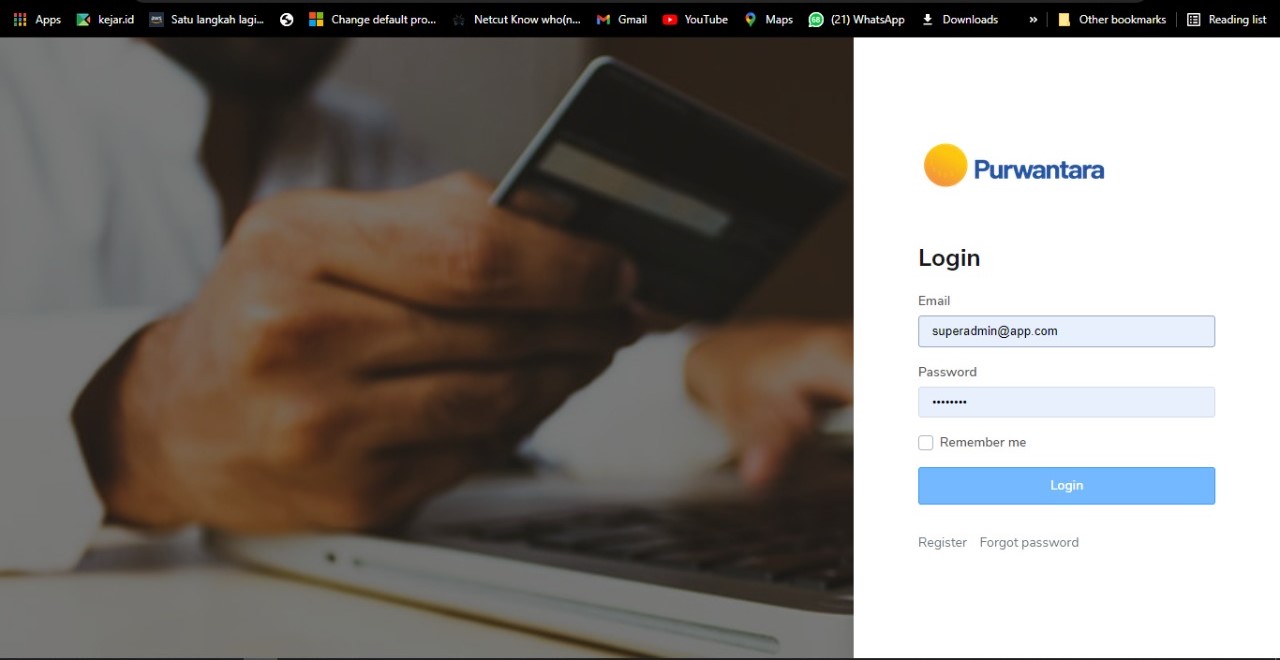 Apps kejar.id Satu langkah lagi... Change default pro... Netcut Know who(n... Gmail YouTube Maps (21) WhatsApp Downloads » Other bookmarks Reading list
Purwantara
Login
Email
superadmin@app.com
Password
••••••••
Remember me
Login
Register Forgot password